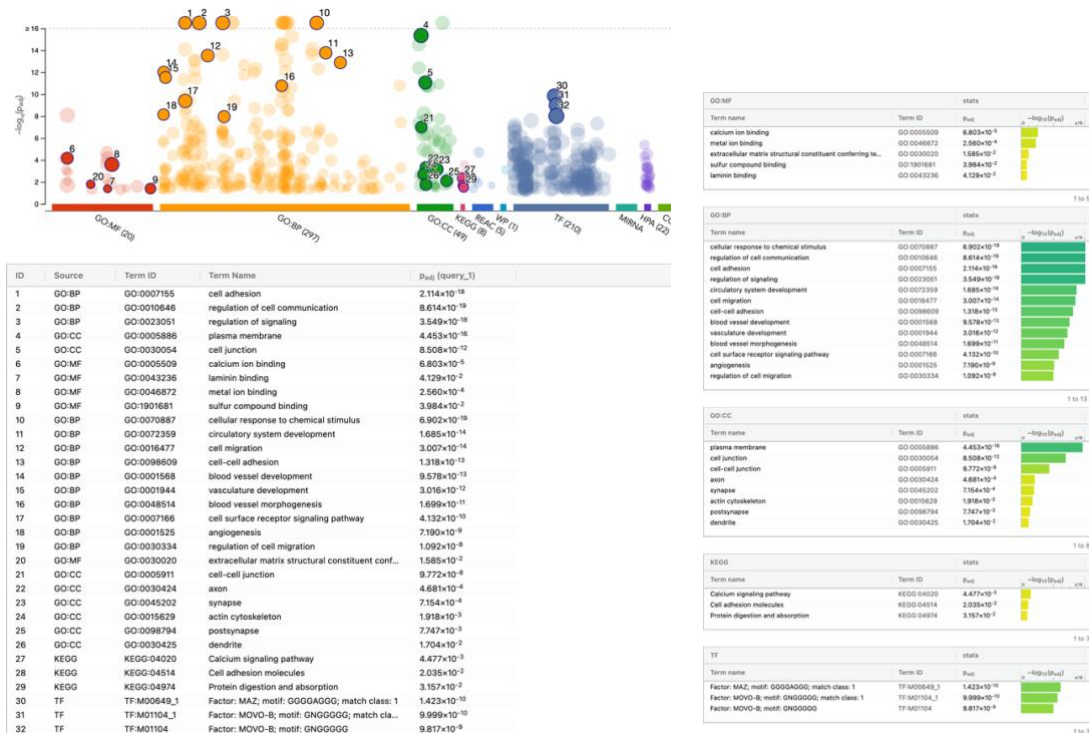 ≥16
14
12
10
8
6
4
2
0
-log10(padj)
1 2 3 10
4
11
12
13
14
15
5
16
17
30
31
32
18
19
21
6
8
22 23
27
20
7
9
25
GO:MF (20)
GO:BP (297)
GO:CC (49)
KEGG (8)
REAC (5)
WP (1)
TF (210)
MIRNA
HPA (22)
ID Source Term ID Term Name padj (query_1)
1 GO:BP GO:0007155 cell adhesion 2.114×10⁻¹⁸
2 GO:BP GO:0010646 regulation of cell communication 8.614×10⁻¹⁹
3 GO:BP GO:0023051 regulation of signaling 3.549×10⁻¹⁸
4 GO:CC GO:0005886 plasma membrane 4.453×10⁻¹⁶
5 GO:CC GO:0030054 cell junction 8.508×10⁻¹²
6 GO:MF GO:0005509 calcium ion binding 6.803×10⁻⁵
7 GO:MF GO:0043236 laminin binding 4.129×10⁻²
8 GO:MF GO:0046872 metal ion binding 2.560×10⁻⁴
9 GO:MF GO:1901681 sulfur compound binding 3.984×10⁻²
10 GO:BP GO:0070887 cellular response to chemical stimulus 6.902×10⁻¹⁹
11 GO:BP GO:0072359 circulatory system development 1.685×10⁻¹⁴
12 GO:BP GO:0016477 cell migration 3.007×10⁻¹⁴
13 GO:BP GO:0098609 cell-cell adhesion 1.318×10⁻¹³
14 GO:BP GO:0001568 blood vessel development 9.578×10⁻¹³
15 GO:BP GO:0001944 vasculature development 3.016×10⁻¹²
16 GO:BP GO:0048514 blood vessel morphogenesis 1.699×10⁻¹¹
17 GO:BP GO:0007166 cell surface receptor signaling pathway 4.132×10⁻¹⁰
18 GO:BP GO:0001525 angiogenesis 7.190×10⁻⁹
19 GO:BP GO:0030334 regulation of cell migration 1.092×10⁻⁸
20 GO:MF GO:0030020 extracellular matrix structural constituent conf... 1.585×10⁻²
21 GO:CC GO:0005911 cell-cell junction 9.772×10⁻⁸
22 GO:CC GO:0030424 axon 4.681×10⁻⁴
23 GO:CC GO:0045202 synapse 7.154×10⁻⁴
24 GO:CC GO:0015629 actin cytoskeleton 1.918×10⁻³
25 GO:CC GO:0098794 postsynapse 7.747×10⁻³
26 GO:CC GO:0030425 dendrite 1.704×10⁻²
27 KEGG KEGG:04020 Calcium signaling pathway 4.477×10⁻³
28 KEGG KEGG:04514 Cell adhesion molecules 2.035×10⁻²
29 KEGG KEGG:04974 Protein digestion and absorption 3.157×10⁻²
30 TF TF:M00649_1 Factor: MAZ; motif: GGGGAGGG; match class: 1 1.423×10⁻¹⁰
31 TF TF:M01104_1 Factor: MOVO-B; motif: GNGGGGG; match cla... 9.999×10⁻¹⁰
32 TF TF:M01104 Factor: MOVO-B; motif: GNGGGGG 9.817×10⁻⁹
GO:MF stats
Term name Term ID padj -log10(padj)
calcium ion binding GO:0005509 6.803×10⁻⁵
metal ion binding GO:0046872 2.560×10⁻⁴
extracellular matrix structural constituent conferring te... GO:0030020 1.585×10⁻²
sulfur compound binding GO:1901681 3.984×10⁻²
laminin binding GO:0043236 4.129×10⁻²
1 to 5
GO:BP stats
Term name Term ID padj -log10(padj)
cellular response to chemical stimulus GO:0070887 6.902×10⁻¹⁹
regulation of cell communication GO:0010646 8.614×10⁻¹⁹
cell adhesion GO:0007155 2.114×10⁻¹⁸
regulation of signaling GO:0023051 3.549×10⁻¹⁸
circulatory system development GO:0072359 1.685×10⁻¹⁴
cell migration GO:0016477 3.007×10⁻¹⁴
cell-cell adhesion GO:0098609 1.318×10⁻¹³
blood vessel development GO:0001568 9.578×10⁻¹³
vasculature development GO:0001944 3.016×10⁻¹²
blood vessel morphogenesis GO:0048514 1.699×10⁻¹¹
cell surface receptor signaling pathway GO:0007166 4.132×10⁻¹⁰
angiogenesis GO:0001525 7.190×10⁻⁹
regulation of cell migration GO:0030334 1.092×10⁻⁸
1 to 13
GO:CC stats
Term name Term ID padj -log10(padj)
plasma membrane GO:0005886 4.453×10⁻¹⁶
cell junction GO:0030054 8.508×10⁻¹²
cell-cell junction GO:0005911 9.772×10⁻⁸
axon GO:0030424 4.681×10⁻⁴
synapse GO:0045202 7.154×10⁻⁴
actin cytoskeleton GO:0015629 1.918×10⁻³
postsynapse GO:0098794 7.747×10⁻³
dendrite GO:0030425 1.704×10⁻²
1 to 8
KEGG stats
Term name Term ID padj -log10(padj)
Calcium signaling pathway KEGG:04020 4.477×10⁻³
Cell adhesion molecules KEGG:04514 2.035×10⁻²
Protein digestion and absorption KEGG:04974 3.157×10⁻²
1 to 3
TF stats
Term name Term ID padj -log10(padj)
Factor: MAZ; motif: GGGGAGGG; match class: 1 TF:M00649_1 1.423×10⁻¹⁰
Factor: MOVO-B; motif: GNGGGGG; match class: 1 TF:M01104_1 9.999×10⁻¹⁰
Factor: MOVO-B; motif: GNGGGGG TF:M01104 9.817×10⁻⁹